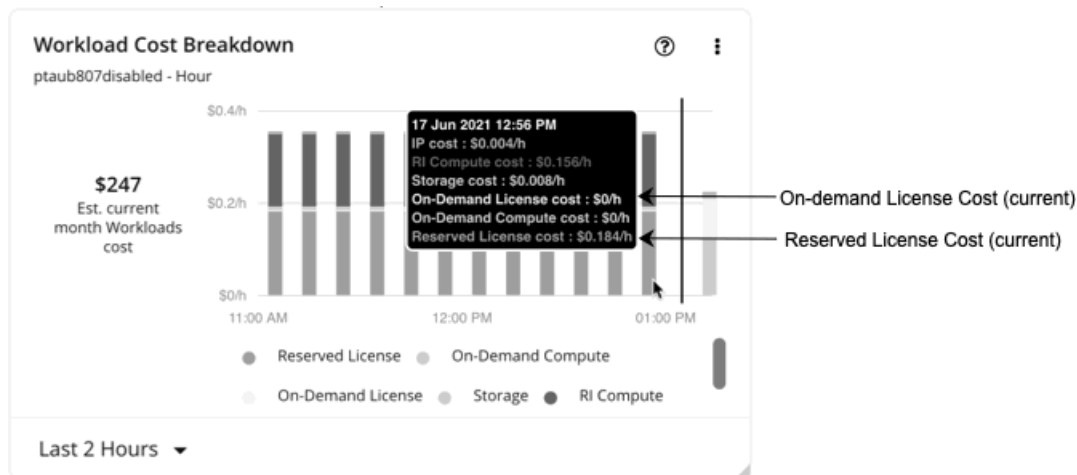 Workload Cost Breakdown
ptaub807disabled - Hour
$247
Est. current
month Workloads
cost
$0.4/h
$0.2/h
$0/h
17 Jun 2021 12:56 PM
IP cost : $0.004/h
RI Compute cost : $0.156/h
Storage cost : $0.008/h
On-Demand License cost : $0/h
On-Demand Compute cost : $0/h
Reserved License cost : $0.184/h
On-demand License Cost (current)
Reserved License Cost (current)
11:00 AM
12:00 PM
01:00 PM
Reserved License
On-Demand Compute
On-Demand License
Storage
RI Compute
Last 2 Hours